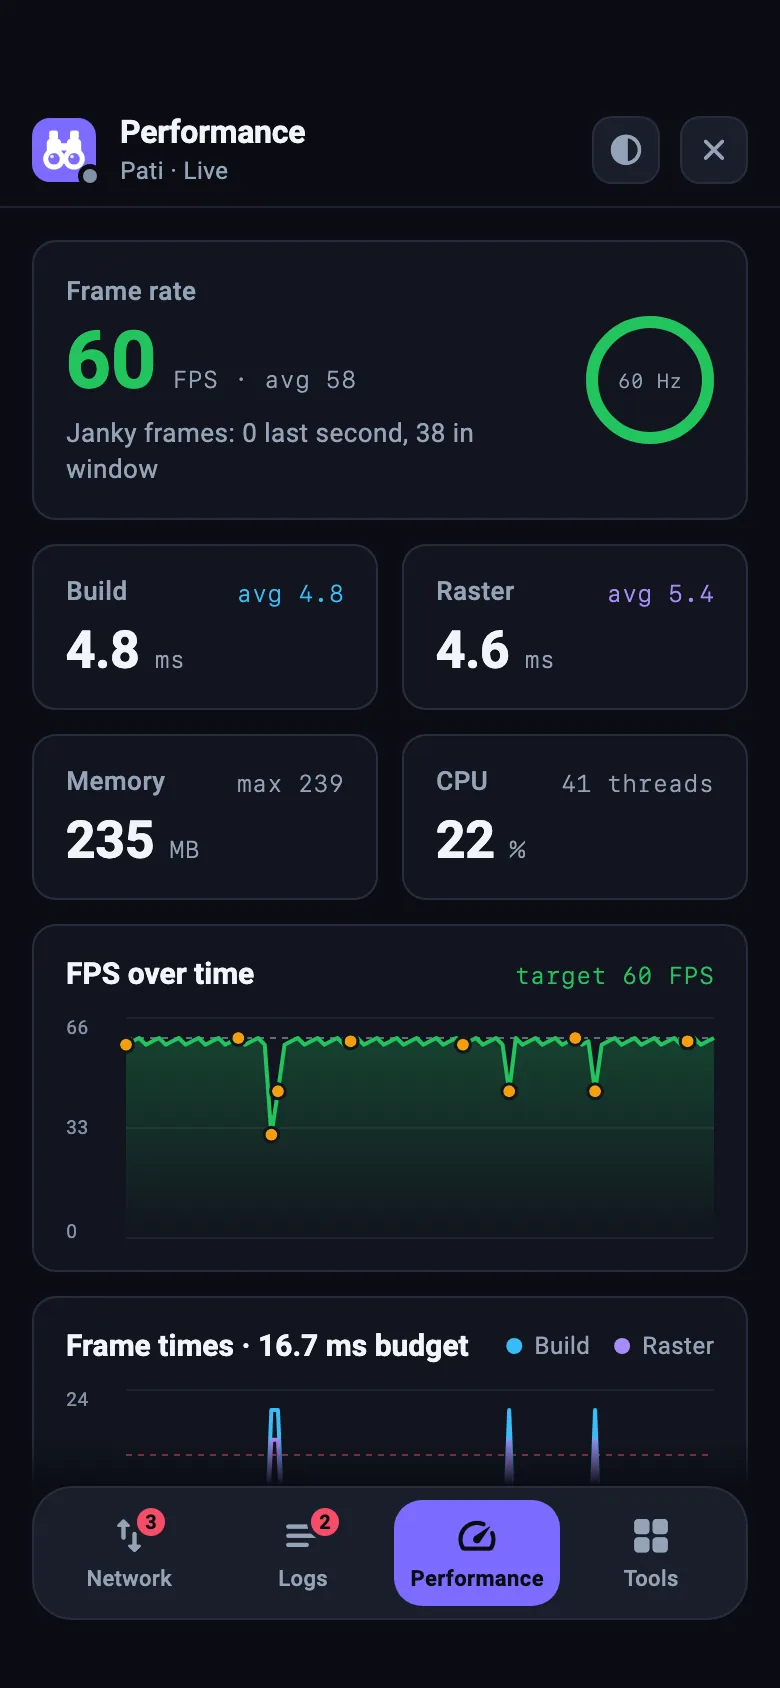 Performance
Pati · Live
Frame rate
60 FPS · avg 58
60 Hz
Janky frames: 0 last second, 38 in
window
Build avg 4.8
4.8 ms
Raster avg 5.4
4.6 ms
Memory max 239
235 MB
CPU 41 threads
22 %
FPS over time target 60 FPS
66
33
0
Frame times · 16.7 ms budget Build Raster
24
3
Network
2
Logs
Performance
Tools